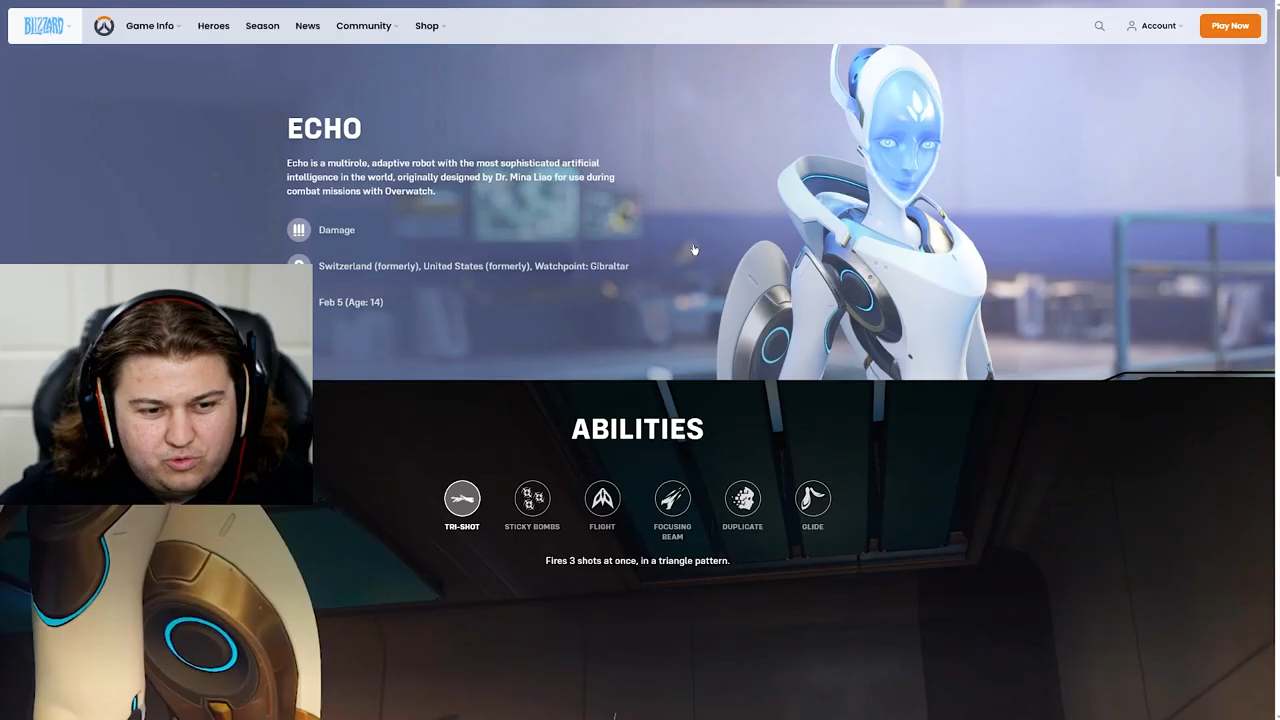 BLIZZARD
Game Info
Heroes
Season
News
Community
Shop
Account
Play Now
ECHO
Echo is a multirole, adaptive robot with the most sophisticated artificial
intelligence in the world, originally designed by Dr. Mina Liao for use during
combat missions with Overwatch.
Damage
Switzerland (formerly), United States (formerly), Watchpoint: Gibraltar
Feb 5 (Age: 14)
ABILITIES
TRI-SHOT
STICKY BOMBS
FLIGHT
FOCUSING
BEAM
DUPLICATE
GLIDE
Fires 3 shots at once, in a triangle pattern.